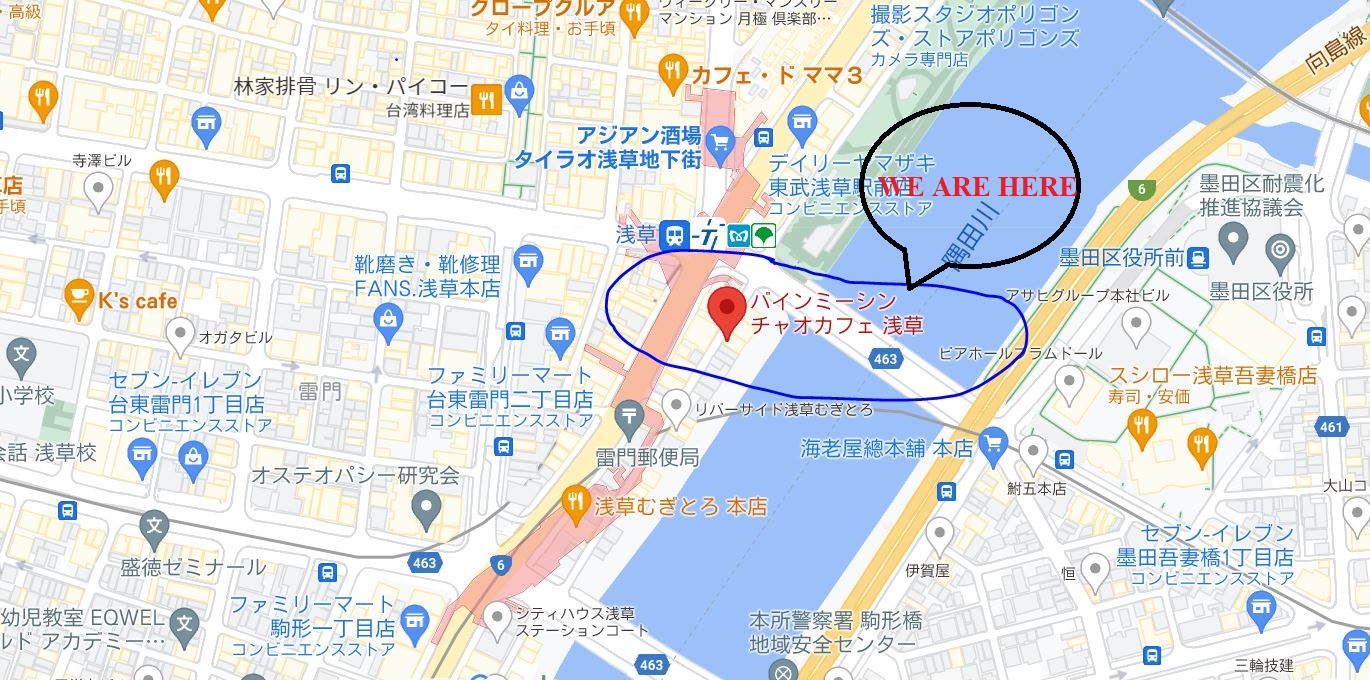 ・高級
クローブクルア
タイ料理・お手頃
ウィークリー・マンスリー
マンション 月極 倶楽部…
撮影スタジオポリゴン
ズ・ストアポリゴンズ
カメラ専門店
向島線
林家排骨 リン・パイコー
台湾料理店
カフェ・ド ママ3
アジアン酒場
タイラオ浅草地下街
デイリーヤマザキ
東武浅草駅前店
コンビニエンスストア
寺澤ビル
店
手頃
WE ARE HERE
6
墨田区耐震化
推進協議会
隅田川
浅草
墨田区役所前
墨田区役所
靴磨き・靴修理
FANS.浅草本店
K's cafe
オガタビル
バインミーシン
チャオカフェ 浅草
アサヒグループ本社ビル
463
ビアホールフラムドール
スシロー浅草吾妻橋店
寿司・安価
文
小学校
セブン-イレブン
台東雷門1丁目店
コンビニエンスストア
雷門
ファミリーマート
台東雷門二丁目店
コンビニエンスストア
リバーサイド浅草むぎとろ
461
会話 浅草校
雷門郵便局
海老屋總本舗 本店
オステオパシー研究会
鮒五本店
大山コ
浅草むぎとろ 本店
文
盛徳ゼミナール
463
6
セブン-イレブン
墨田吾妻橋1丁目店
コンビニエンスストア
伊賀屋
恒
幼児教室 EQWEL
ルド アカデミー…
ファミリーマート
駒形一丁目店
コンビニエンスストア
シティハウス浅草
ステーションコート
本所警察署 駒形橋
地域安全センター
463
三輪技建